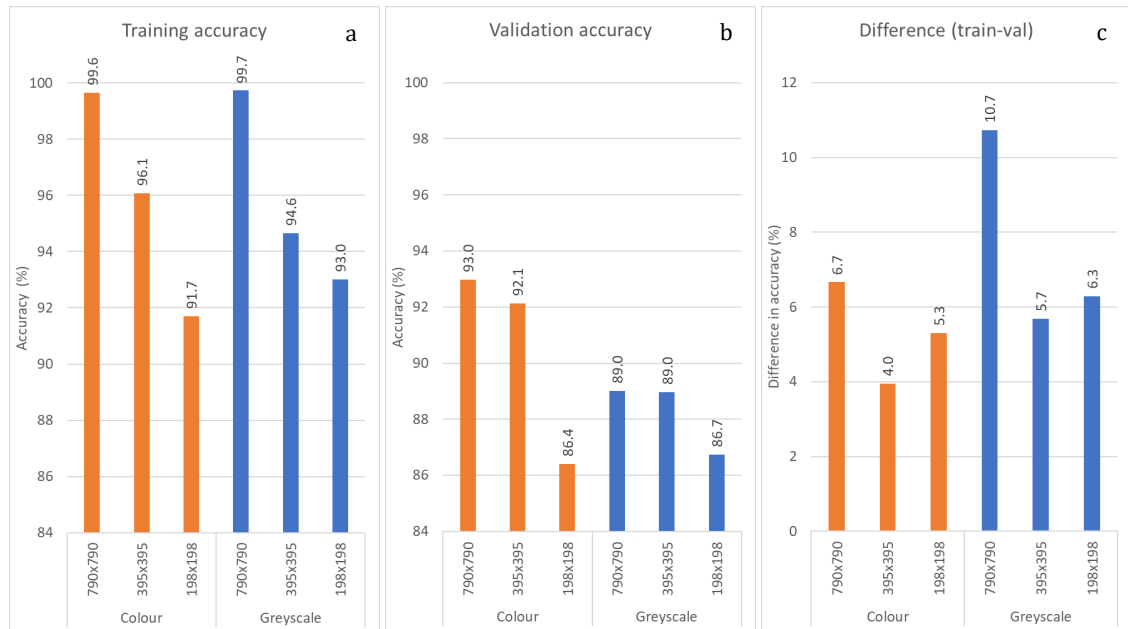 Training accuracy
a
Accuracy (%)
100
98
96
94
92
90
88
86
84
99.6
96.1
91.7
99.7
94.6
93.0
790x790
395x395
198x198
790x790
395x395
198x198
Colour
Greyscale
Validation accuracy
b
Accuracy (%)
100
98
96
94
92
90
88
86
84
93.0
92.1
86.4
89.0
89.0
86.7
790x790
395x395
198x198
790x790
395x395
198x198
Colour
Greyscale
Difference (train-val)
c
Difference in accuracy (%)
12
10
8
6
4
2
0
6.7
4.0
5.3
10.7
5.7
6.3
790x790
395x395
198x198
790x790
395x395
198x198
Colour
Greyscale